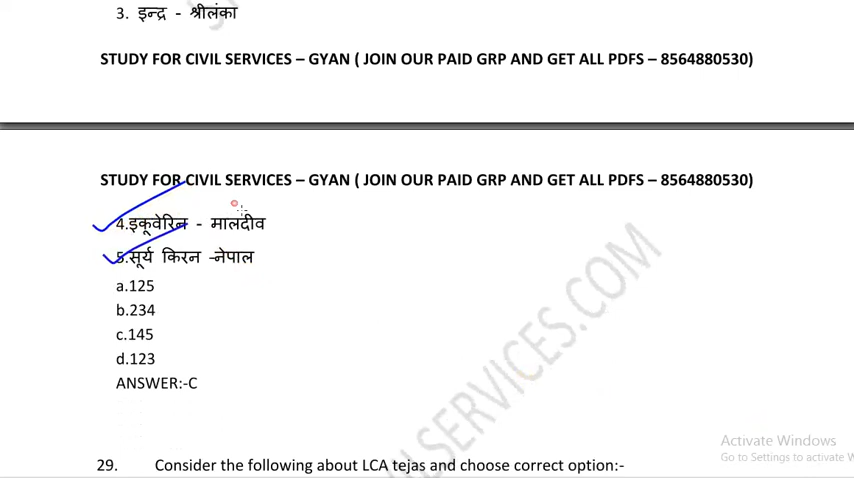 3. इन्द्र - श्रीलंका
STUDY FOR CIVIL SERVICES – GYAN ( JOIN OUR PAID GRP AND GET ALL PDFS – 8564880530)
STUDY FOR CIVIL SERVICES – GYAN ( JOIN OUR PAID GRP AND GET ALL PDFS – 8564880530)
4.इकूवेरिन - मालदीव
5.सूर्य किरन -नेपाल
a.125
b.234
c.145
d.123
ANSWER:-C
VILSERVICES.COM
29. Consider the following about LCA tejas and choose correct option:-
Activate Windows
Go to Settings to activate W